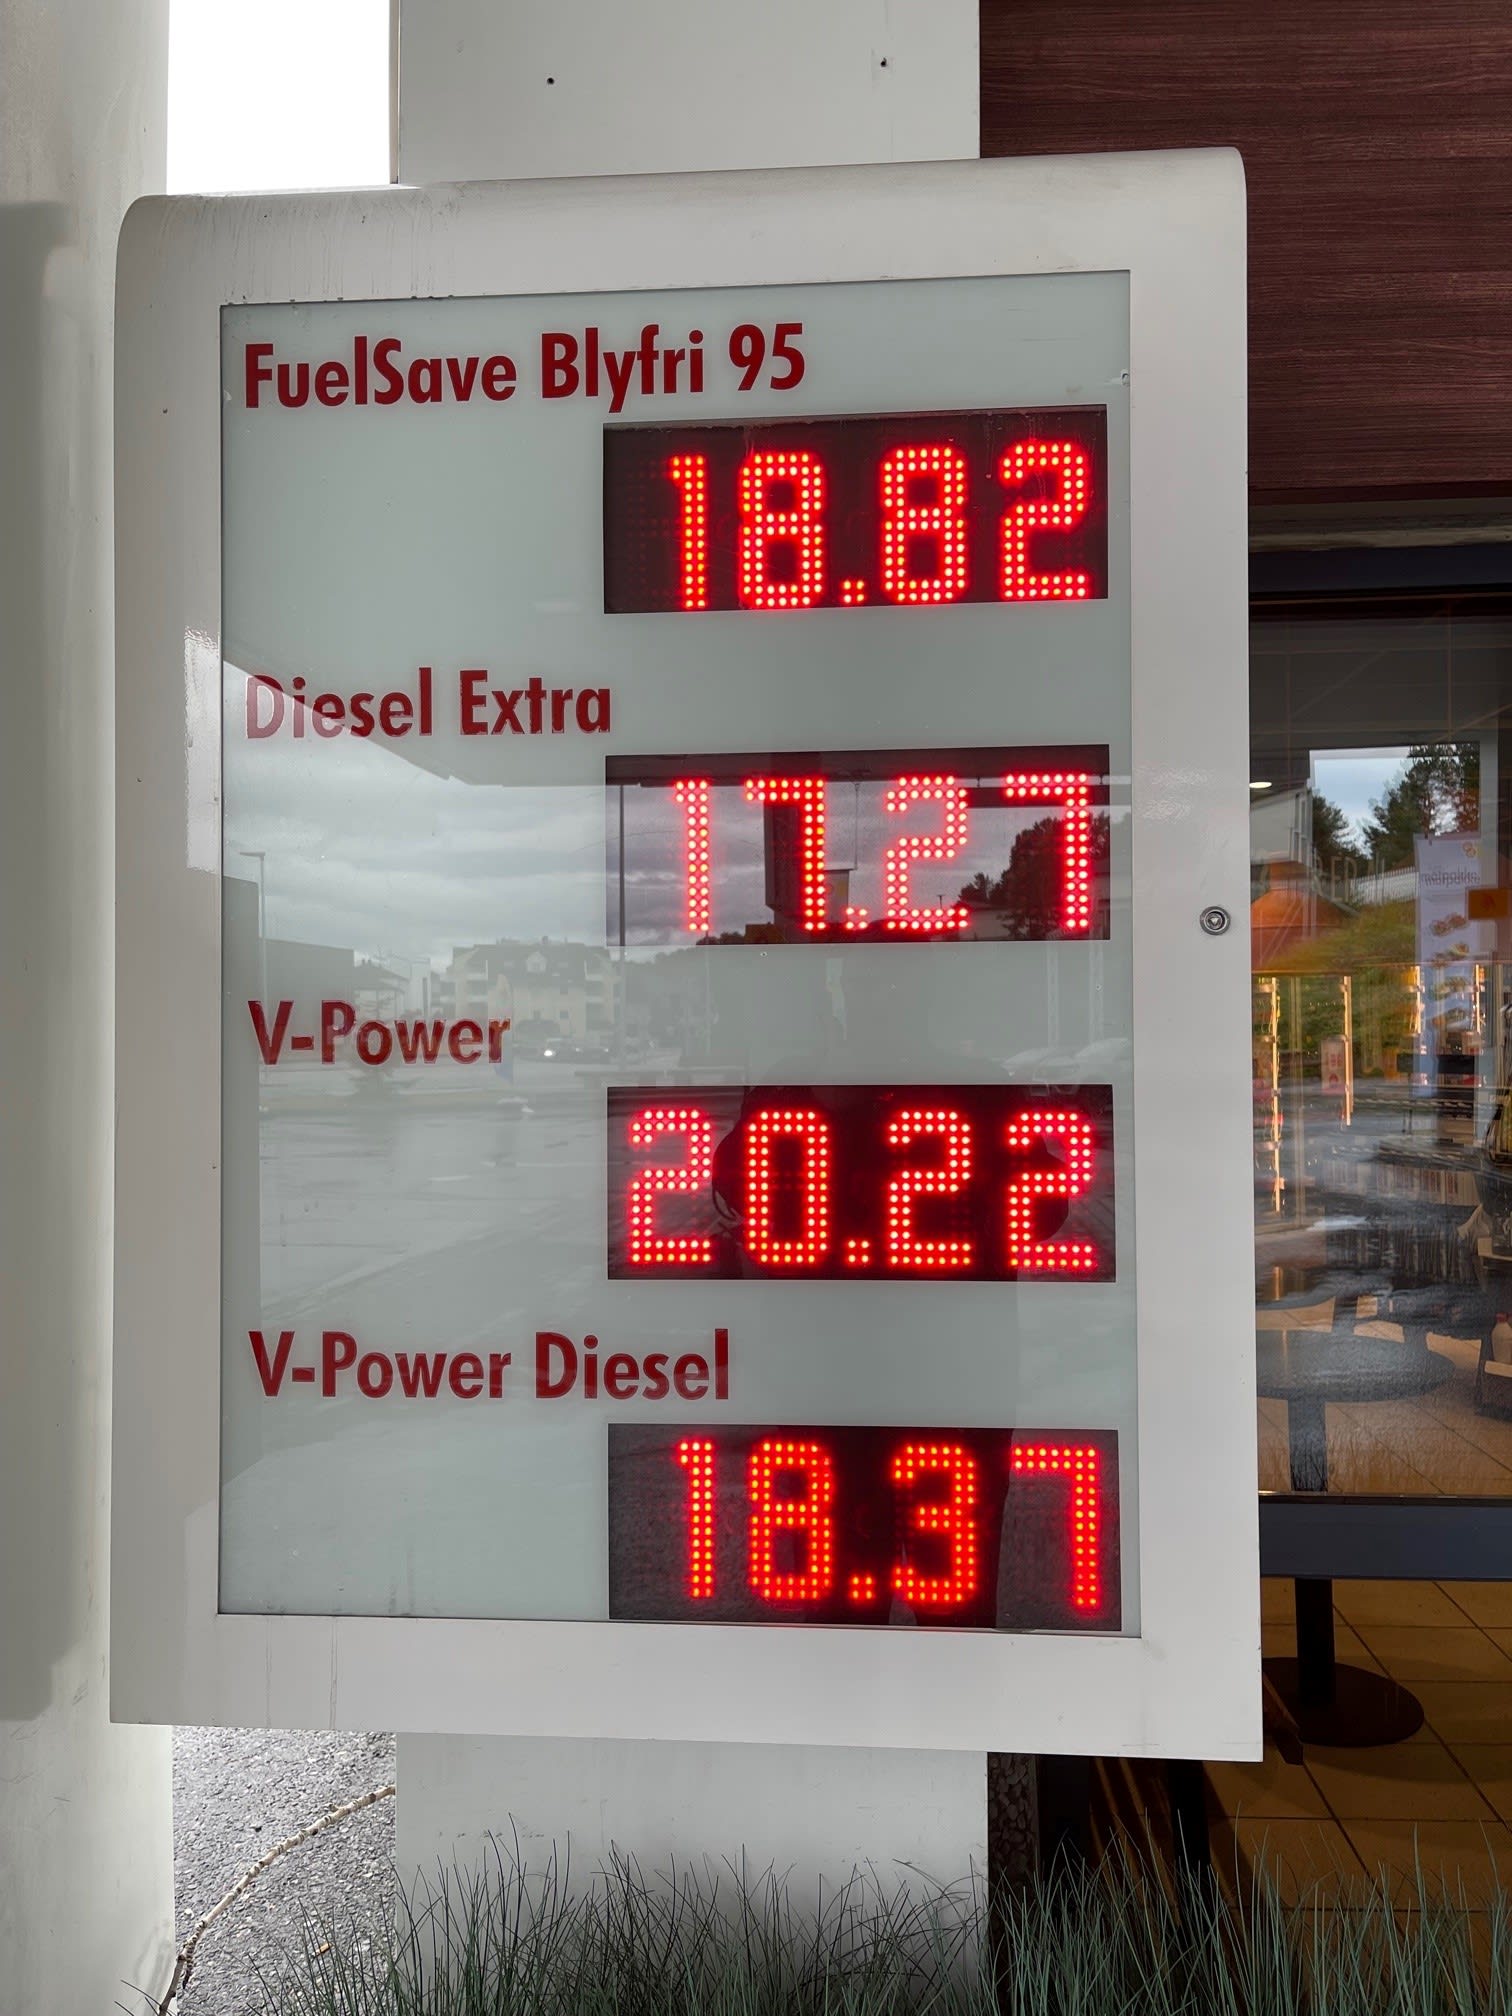 FuelSave Blyfri 95
18.82
Diesel Extra
17.27
V-Power
20.22
V-Power Diesel
18.37